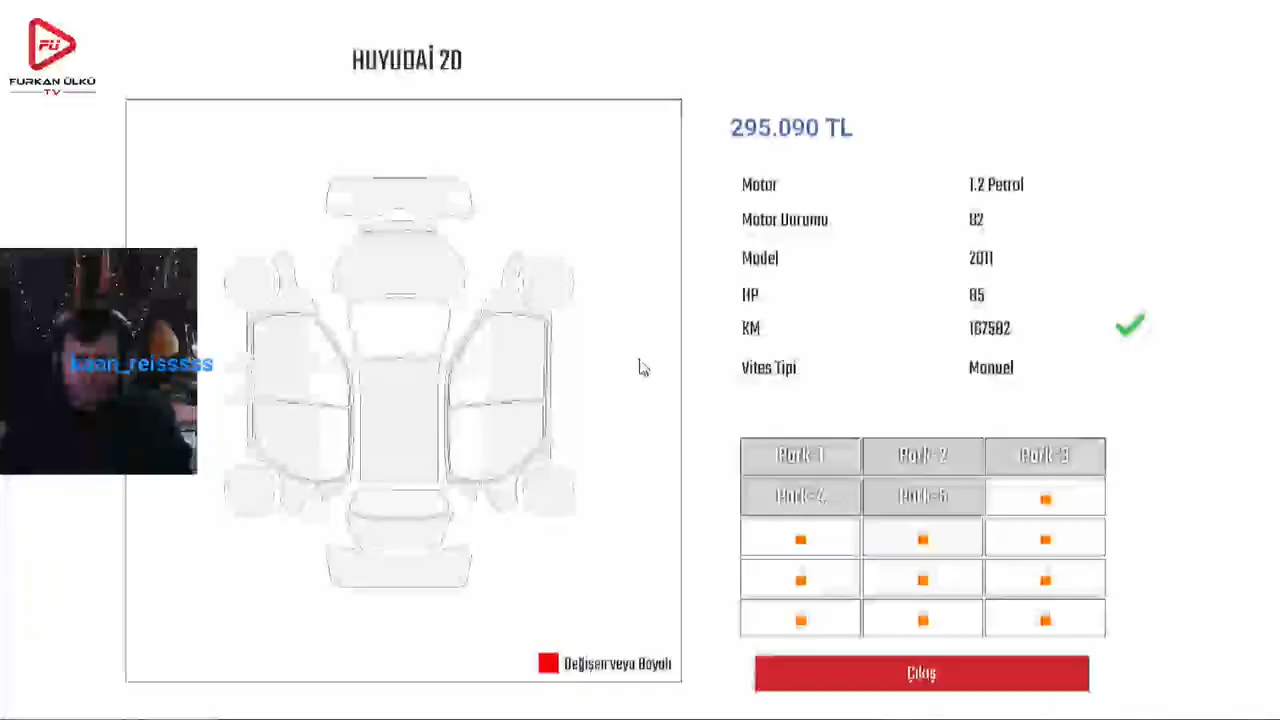 FU
FURKAN ÜLKÜ
TV
HUYUDAİ 20
295.090 TL
Motor 1.2 Petrol
Motor Durumu 82
Model 2011
HP 85
KM 167582
Vites Tipi Manuel
kaan_reisssss
Park-1 Park-2 Park-3
Park-4 Park-5
Değişen veya Boyalı
Çıkış